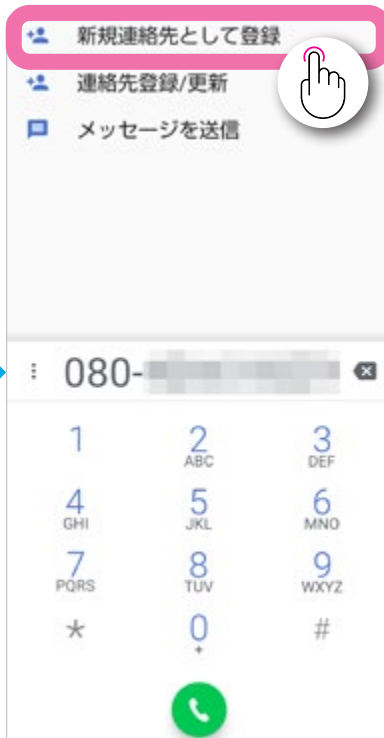 新規連絡先として登録
連絡先登録/更新
メッセージを送信
080-
1 2 3
ABC DEF
4 5 6
GHI JKL MNO
7 8 9
PQRS TUV WXYZ
* 0 #
+